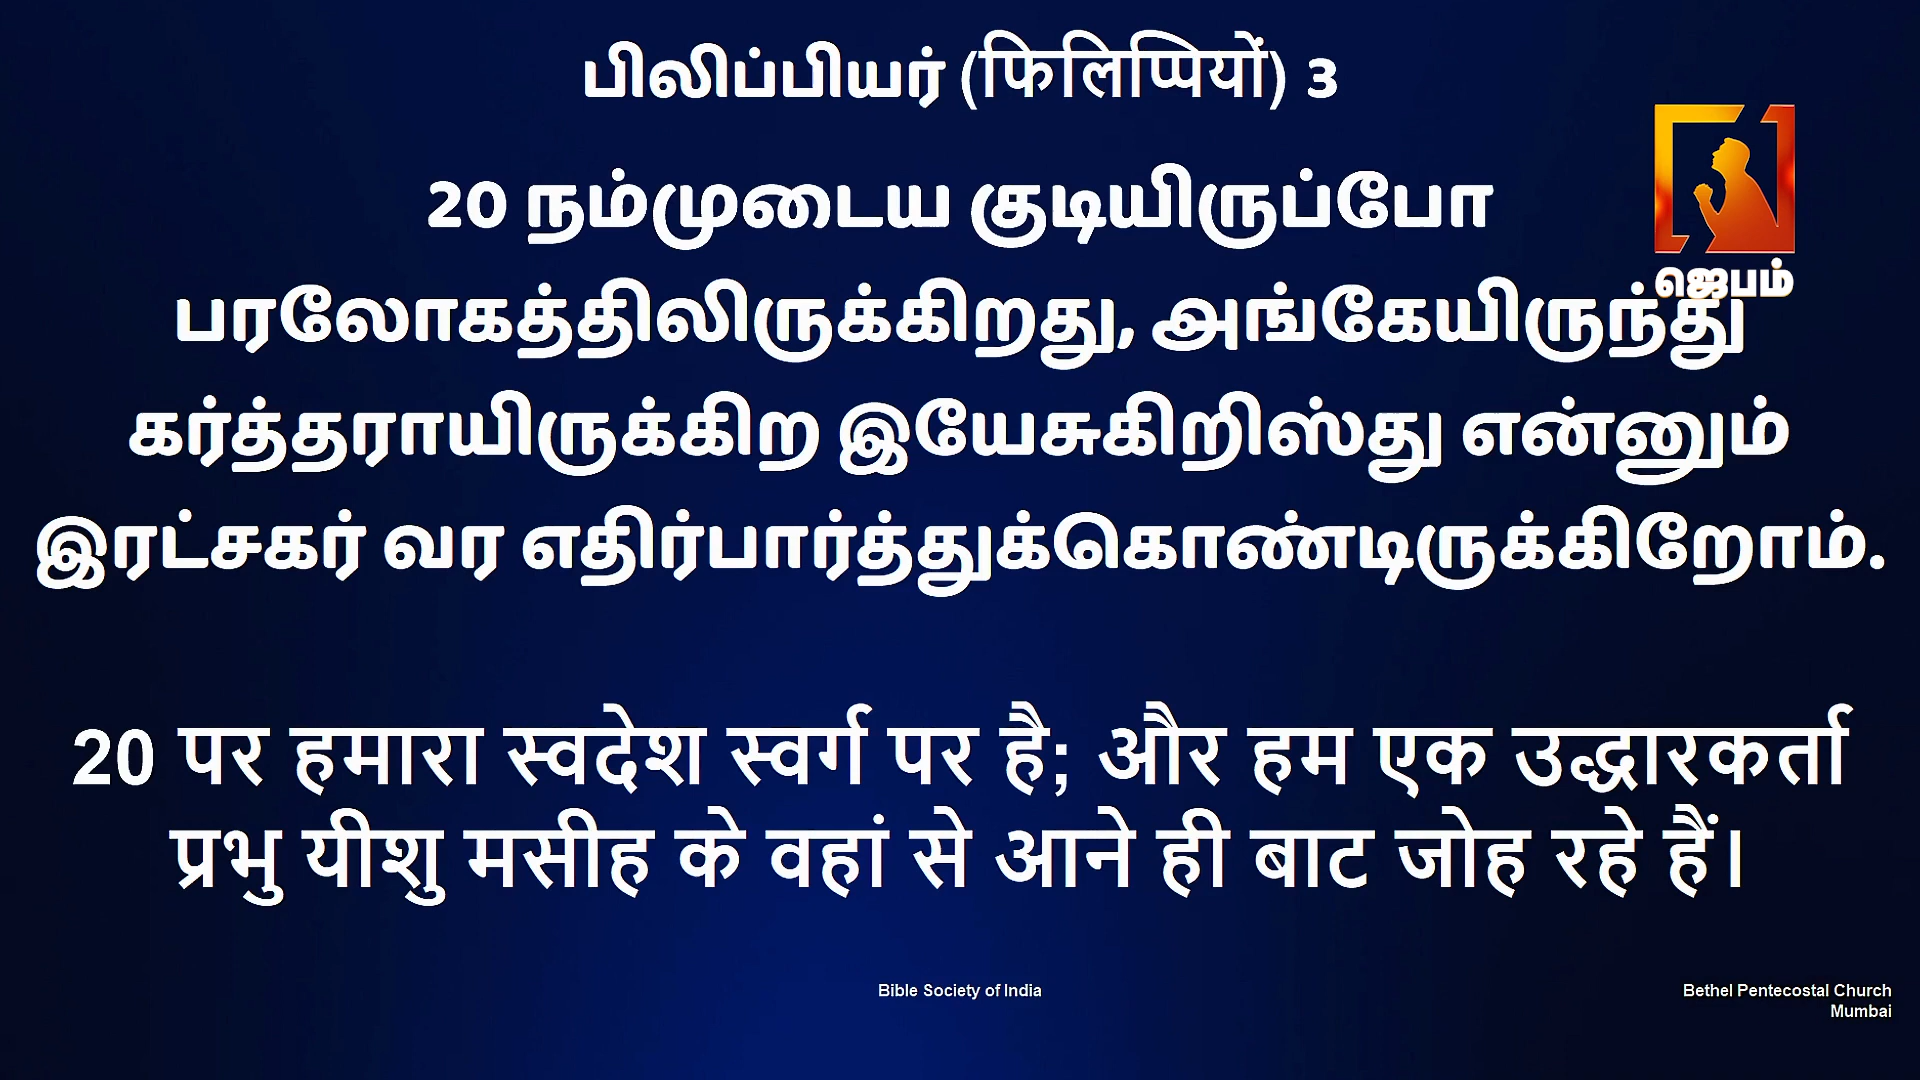 பிலிப்பியர் (फिलिप्पियों) 3
20 நம்முடைய குடியிருப்போ
பரலோகத்திலிருக்கிறது, அங்கேயிருந்து
கர்த்தராயிருக்கிற இயேசுகிறிஸ்து என்னும்
இரட்சகர் வர எதிர்பார்த்துக்கொண்டிருக்கிறோம்.
ஜெபம்
20 पर हमारा स्वदेश स्वर्ग पर है; और हम एक उद्धारकर्ता
प्रभु यीशु मसीह के वहां से आने ही बाट जोह रहे हैं।
Bible Society of India
Bethel Pentecostal Church
Mumbai